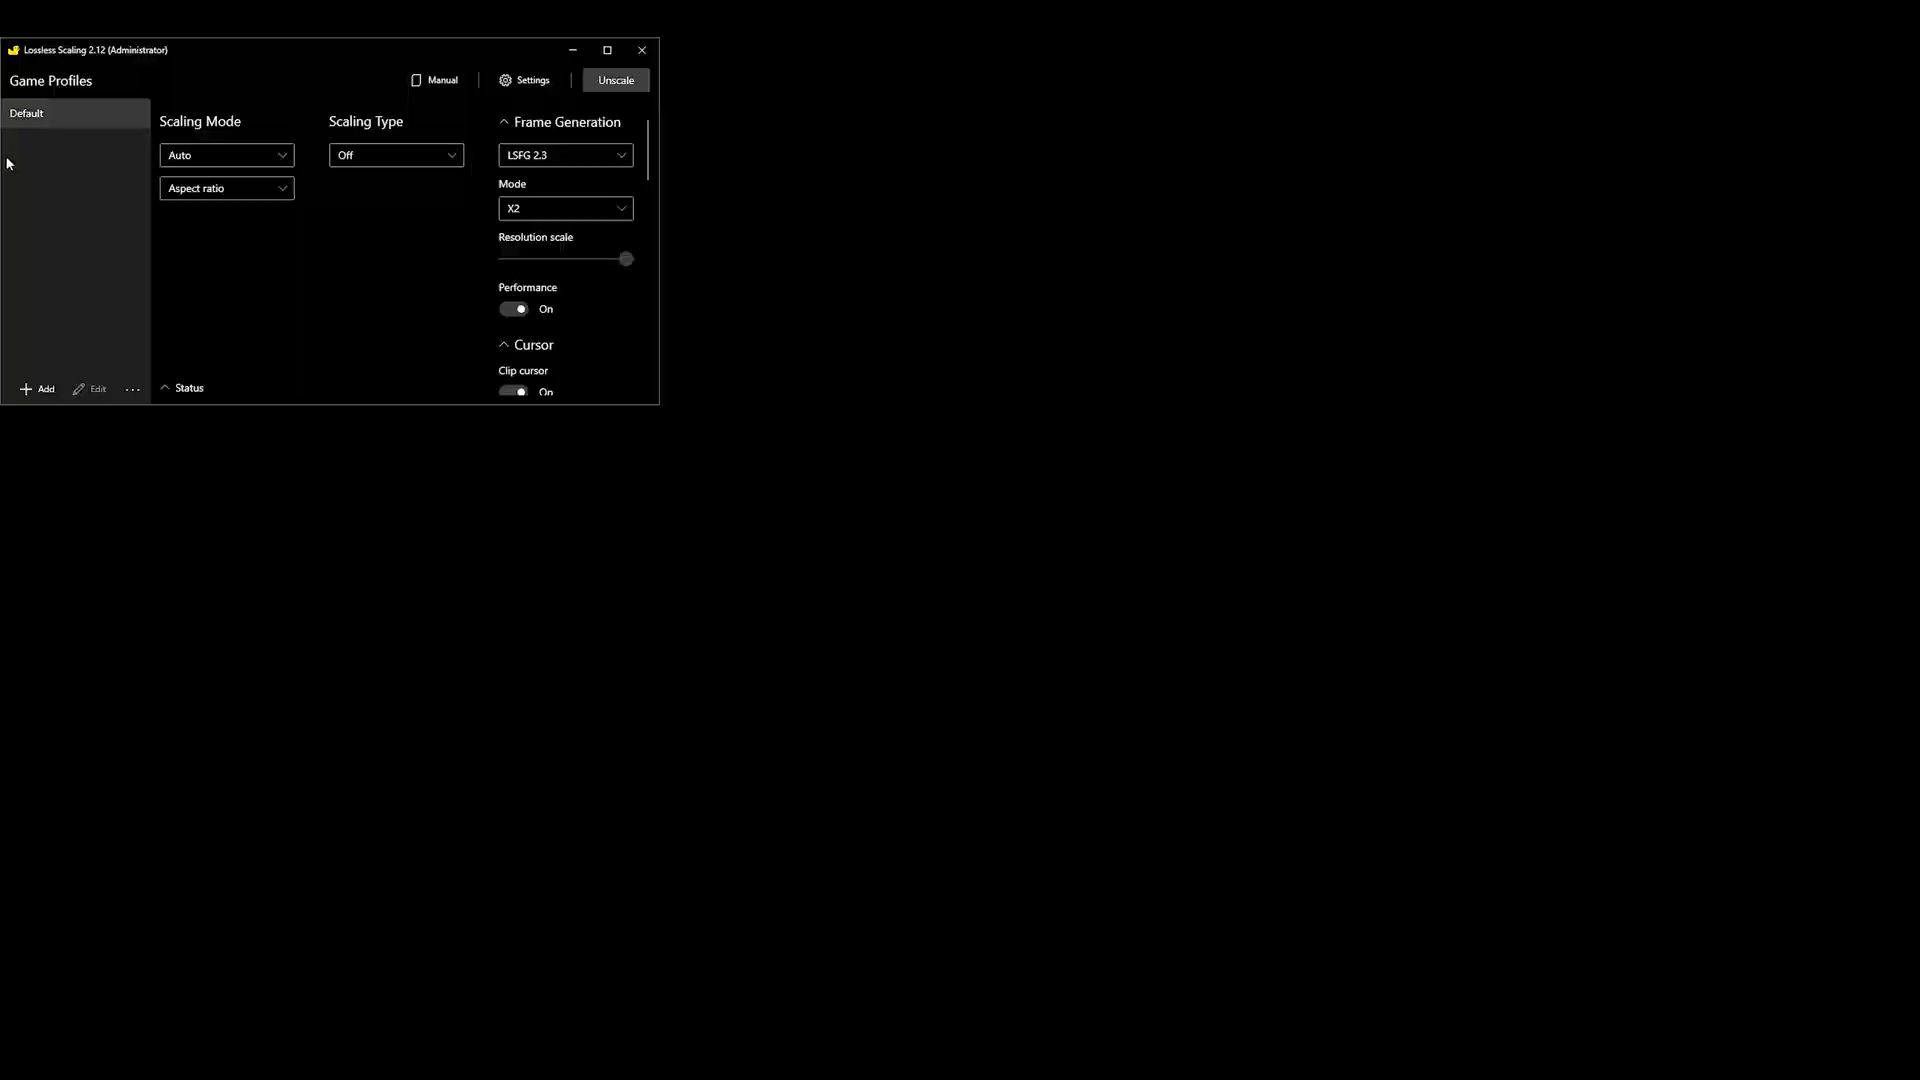 Lossless Scaling 2.12 (Administrator)
Game Profiles
Manual
Settings
Unscale
Default
Scaling Mode
Auto
Aspect ratio
Scaling Type
Off
Frame Generation
LSFG 2.3
Mode
X2
Resolution scale
Performance
On
Cursor
Clip cursor
On
Add
Edit
...
Status